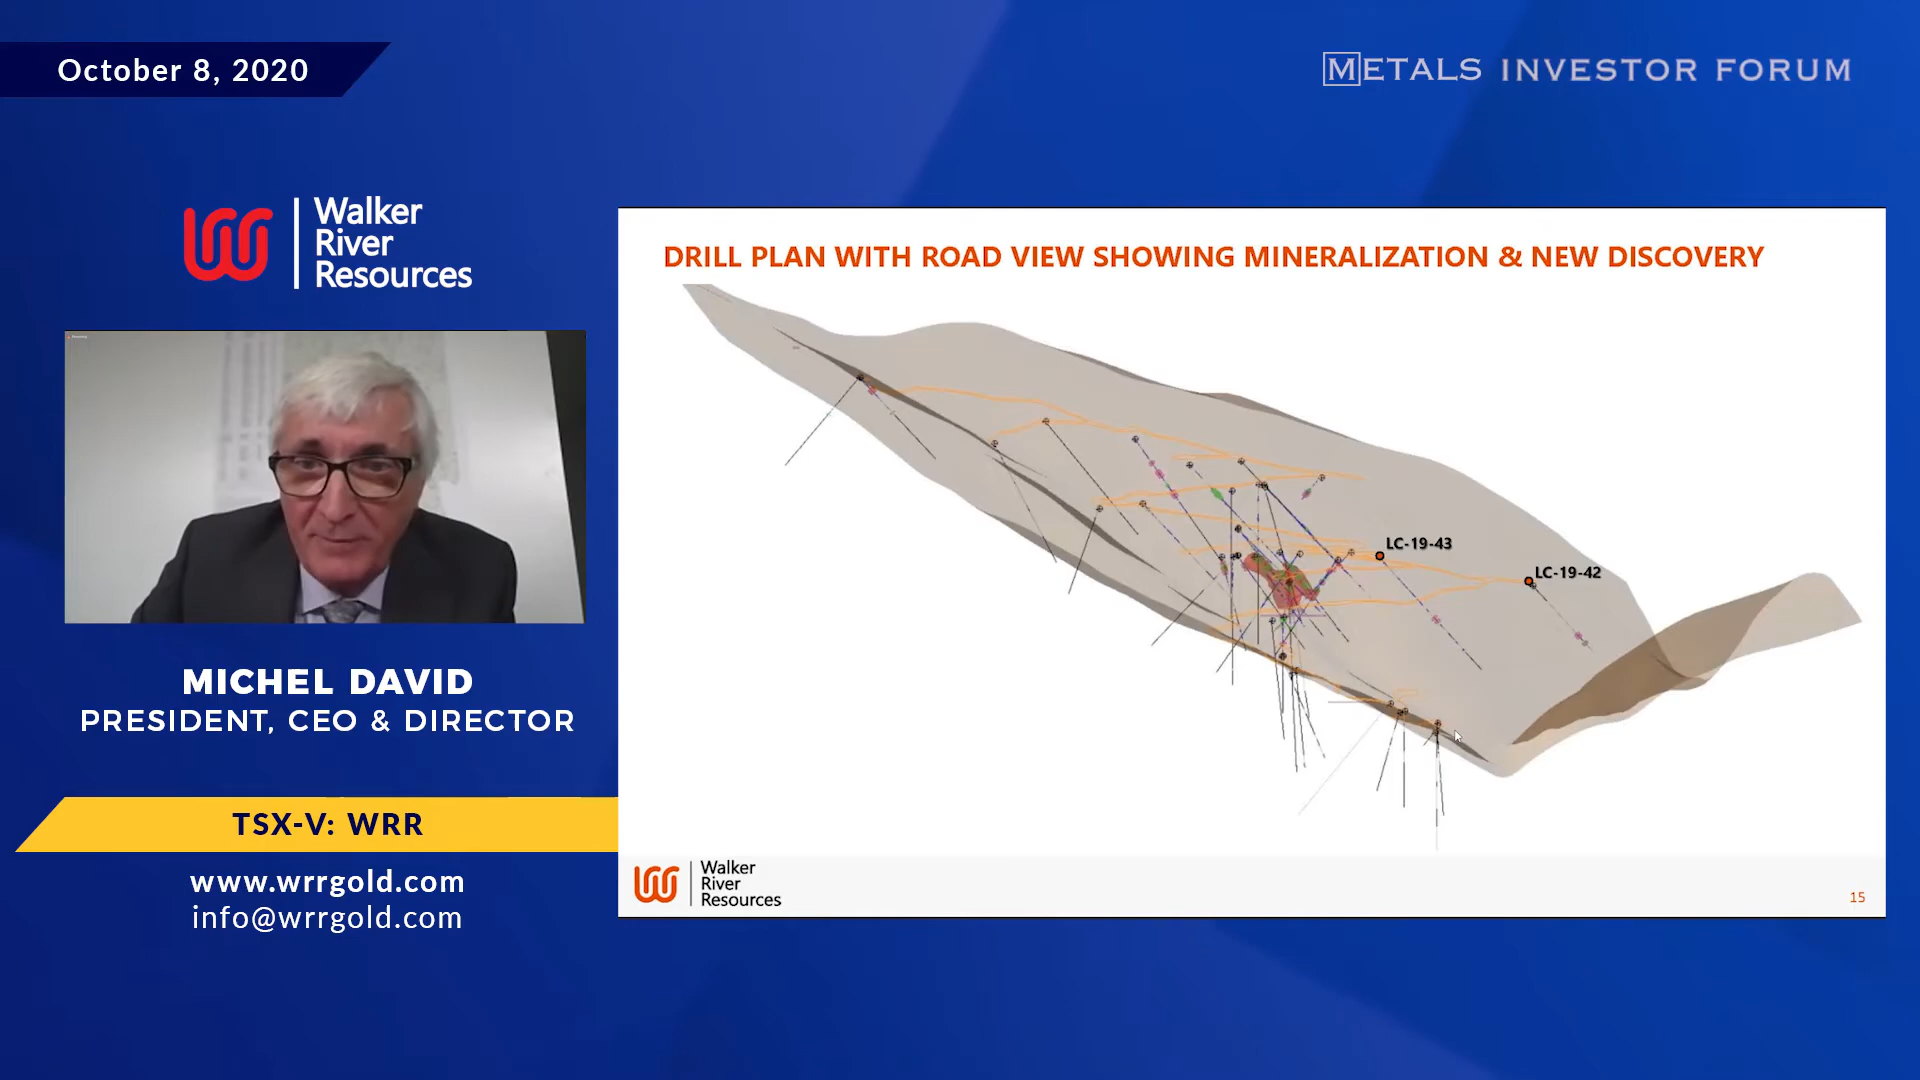 October 8, 2020
METALS INVESTOR FORUM
Walker
River
Resources
MICHEL DAVID
PRESIDENT, CEO & DIRECTOR
TSX-V: WRR
www.wrrgold.com
info@wrrgold.com
DRILL PLAN WITH ROAD VIEW SHOWING MINERALIZATION & NEW DISCOVERY
LC-19-43
LC-19-42
Walker
River
Resources
15